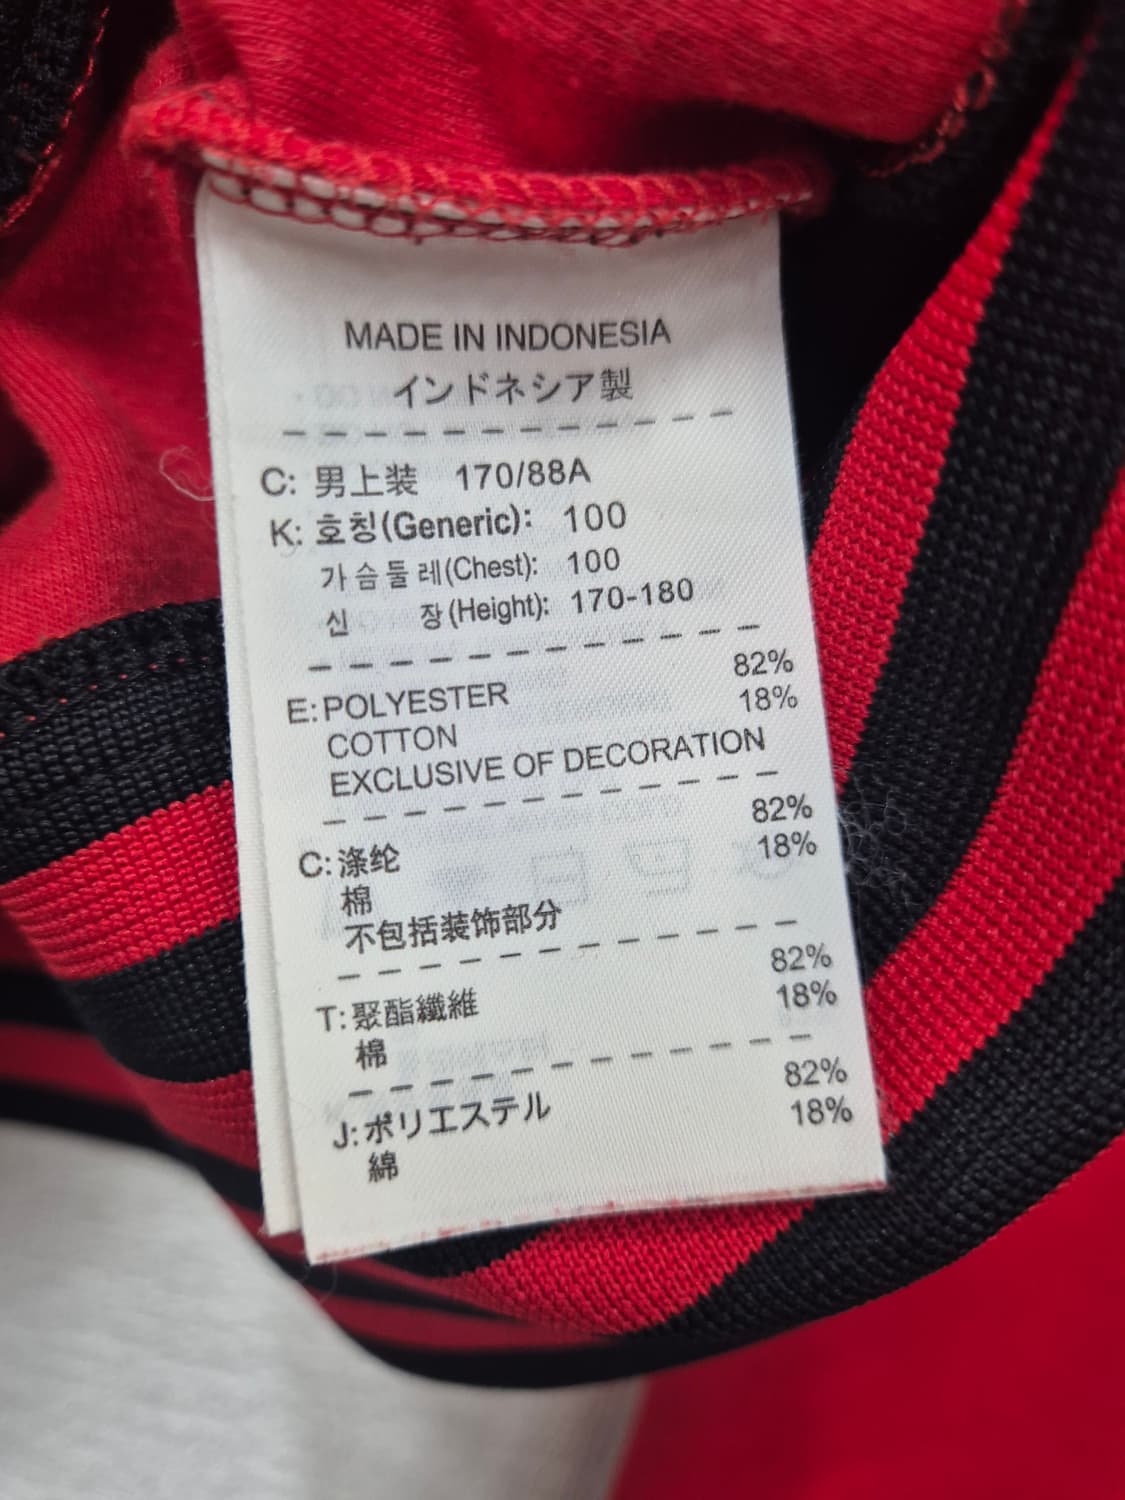 MADE IN INDONESIA
インドネシア製
C: 男上装 170/88A
K: 호칭(Generic): 100
가슴둘레(Chest): 100
신 장(Height): 170-180
E: POLYESTER 82%
COTTON 18%
EXCLUSIVE OF DECORATION
C: 涤纶 82%
棉 18%
不包括装饰部分
T: 聚酯纖維 82%
棉 18%
J: ポリエステル 82%
綿 18%